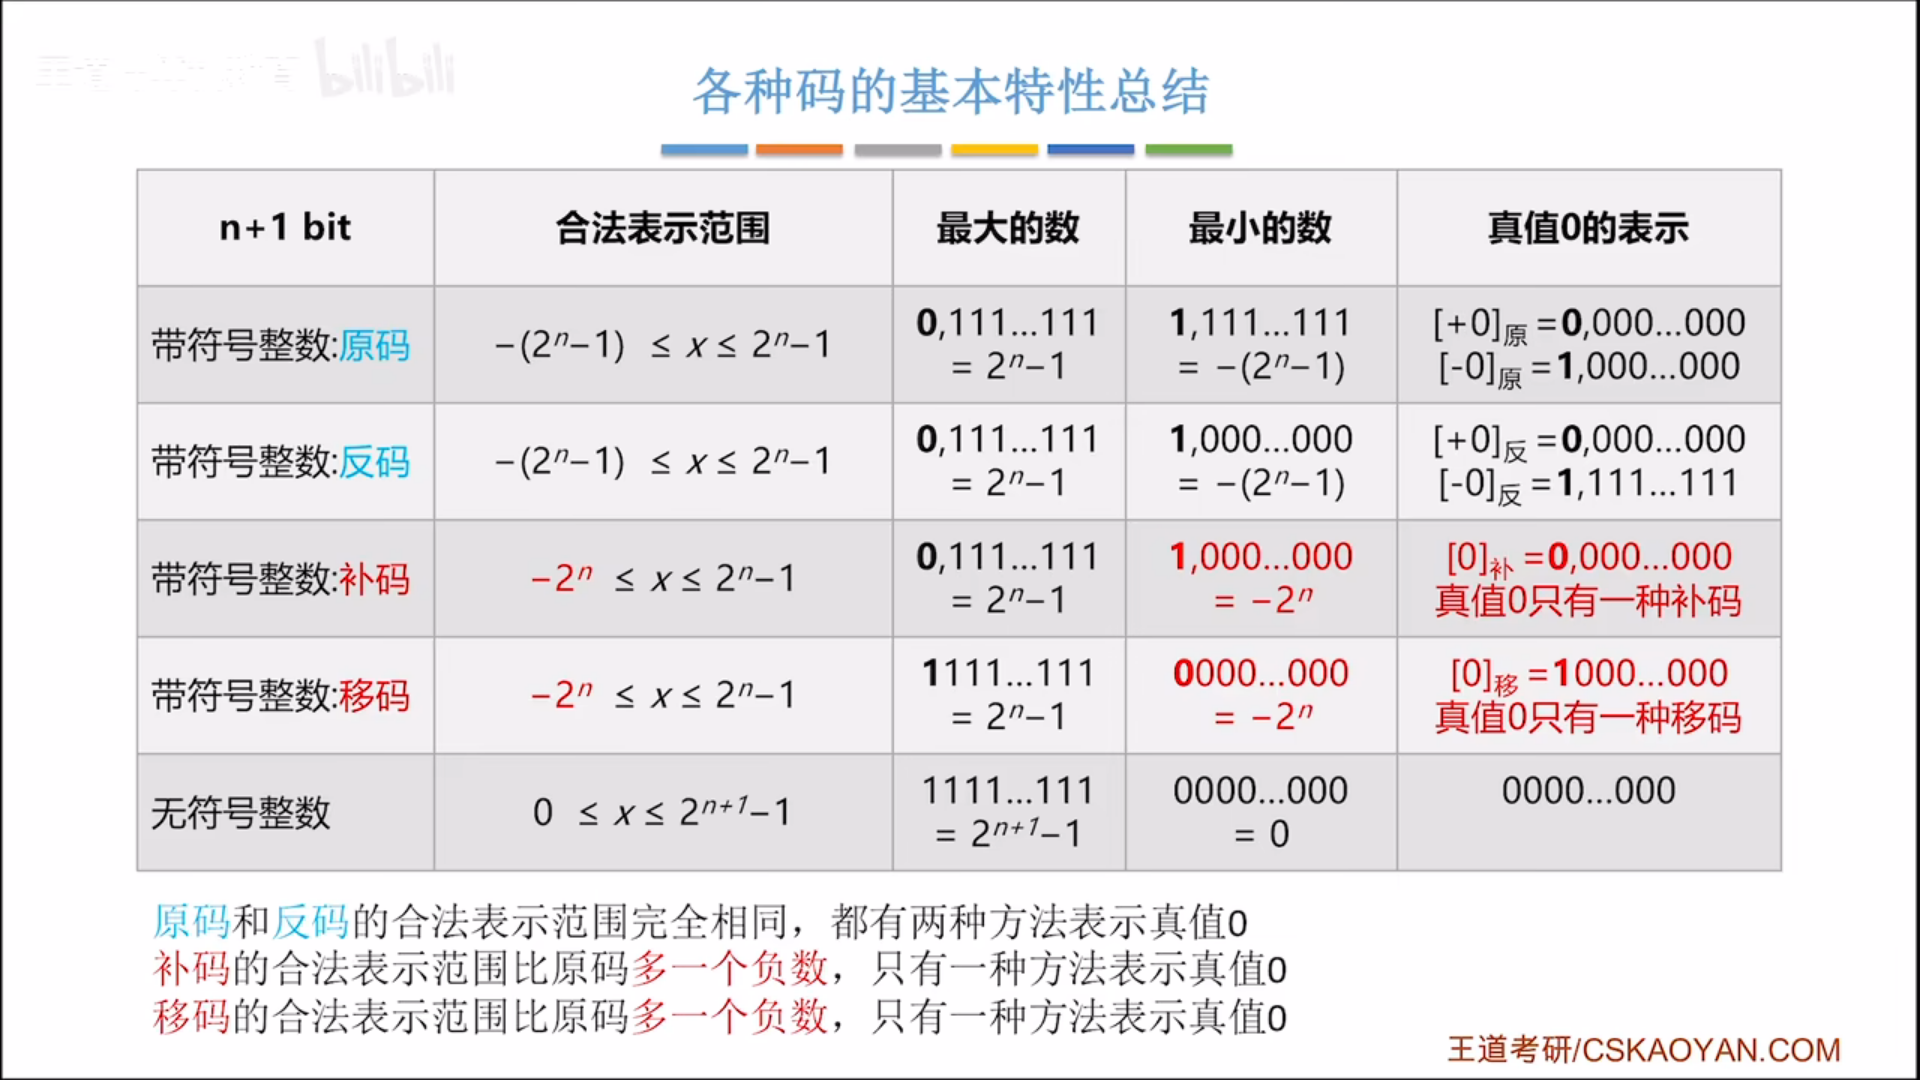 bilibili
各种码的基本特性总结
n+1 bit 合法表示范围 最大的数 最小的数 真值0的表示
带符号整数:原码 −(2ⁿ−1) ≤ x ≤ 2ⁿ−1 0,111...111 = 2ⁿ−1 1,111...111 = −(2ⁿ−1) [+0]原=0,000...000 [-0]原=1,000...000
带符号整数:反码 −(2ⁿ−1) ≤ x ≤ 2ⁿ−1 0,111...111 = 2ⁿ−1 1,000...000 = −(2ⁿ−1) [+0]反=0,000...000 [-0]反=1,111...111
带符号整数:补码 −2ⁿ ≤ x ≤ 2ⁿ−1 0,111...111 = 2ⁿ−1 1,000...000 = −2ⁿ [0]补=0,000...000 真值0只有一种补码
带符号整数:移码 −2ⁿ ≤ x ≤ 2ⁿ−1 1111...111 = 2ⁿ−1 0000...000 = −2ⁿ [0]移=1000...000 真值0只有一种移码
无符号整数 0 ≤ x ≤ 2ⁿ⁺¹−1 1111...111 = 2ⁿ⁺¹−1 0000...000 = 0 0000...000
原码和反码的合法表示范围完全相同，都有两种方法表示真值0
补码的合法表示范围比原码多一个负数，只有一种方法表示真值0
移码的合法表示范围比原码多一个负数，只有一种方法表示真值0
王道考研/CSKAOYAN.COM